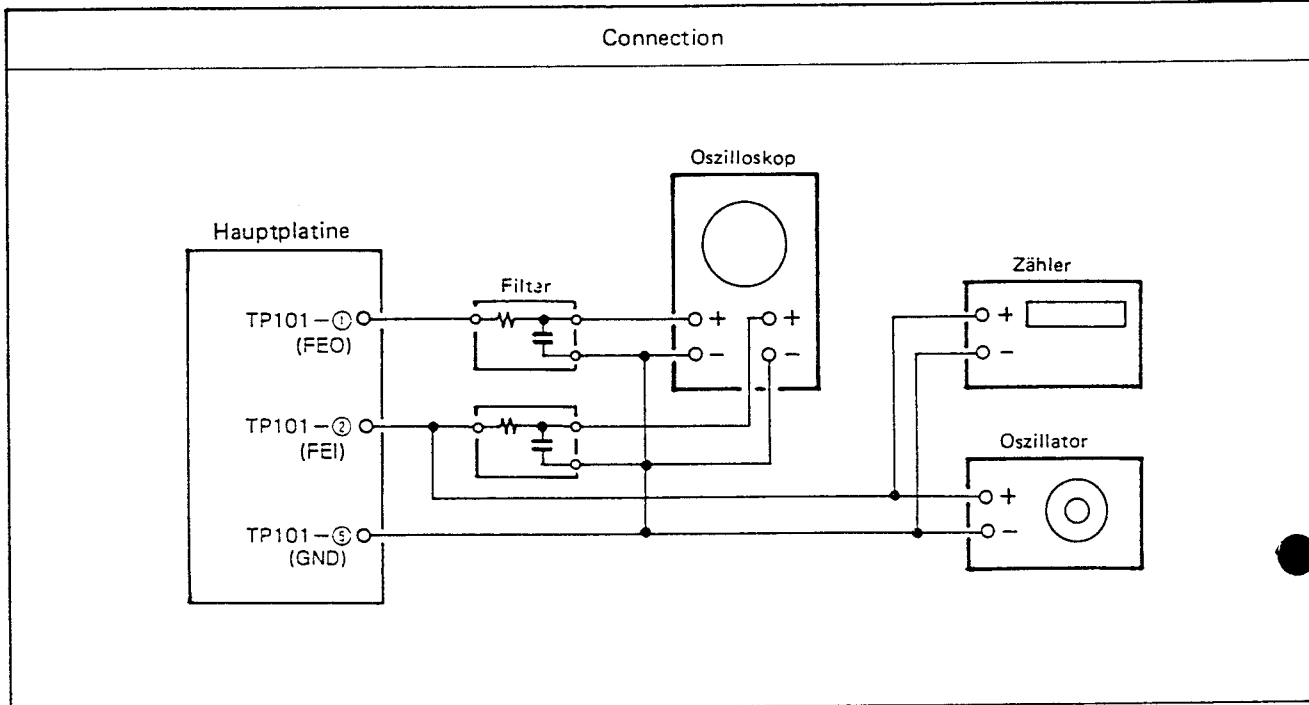 Connection
Oszilloskop
Hauptplatine
Zähler
Filter
TP101-①
(FEO)
+ +
- -
+
-
TP101-②
(FEI)
Oszillator
+
-
TP101-⑤
(GND)